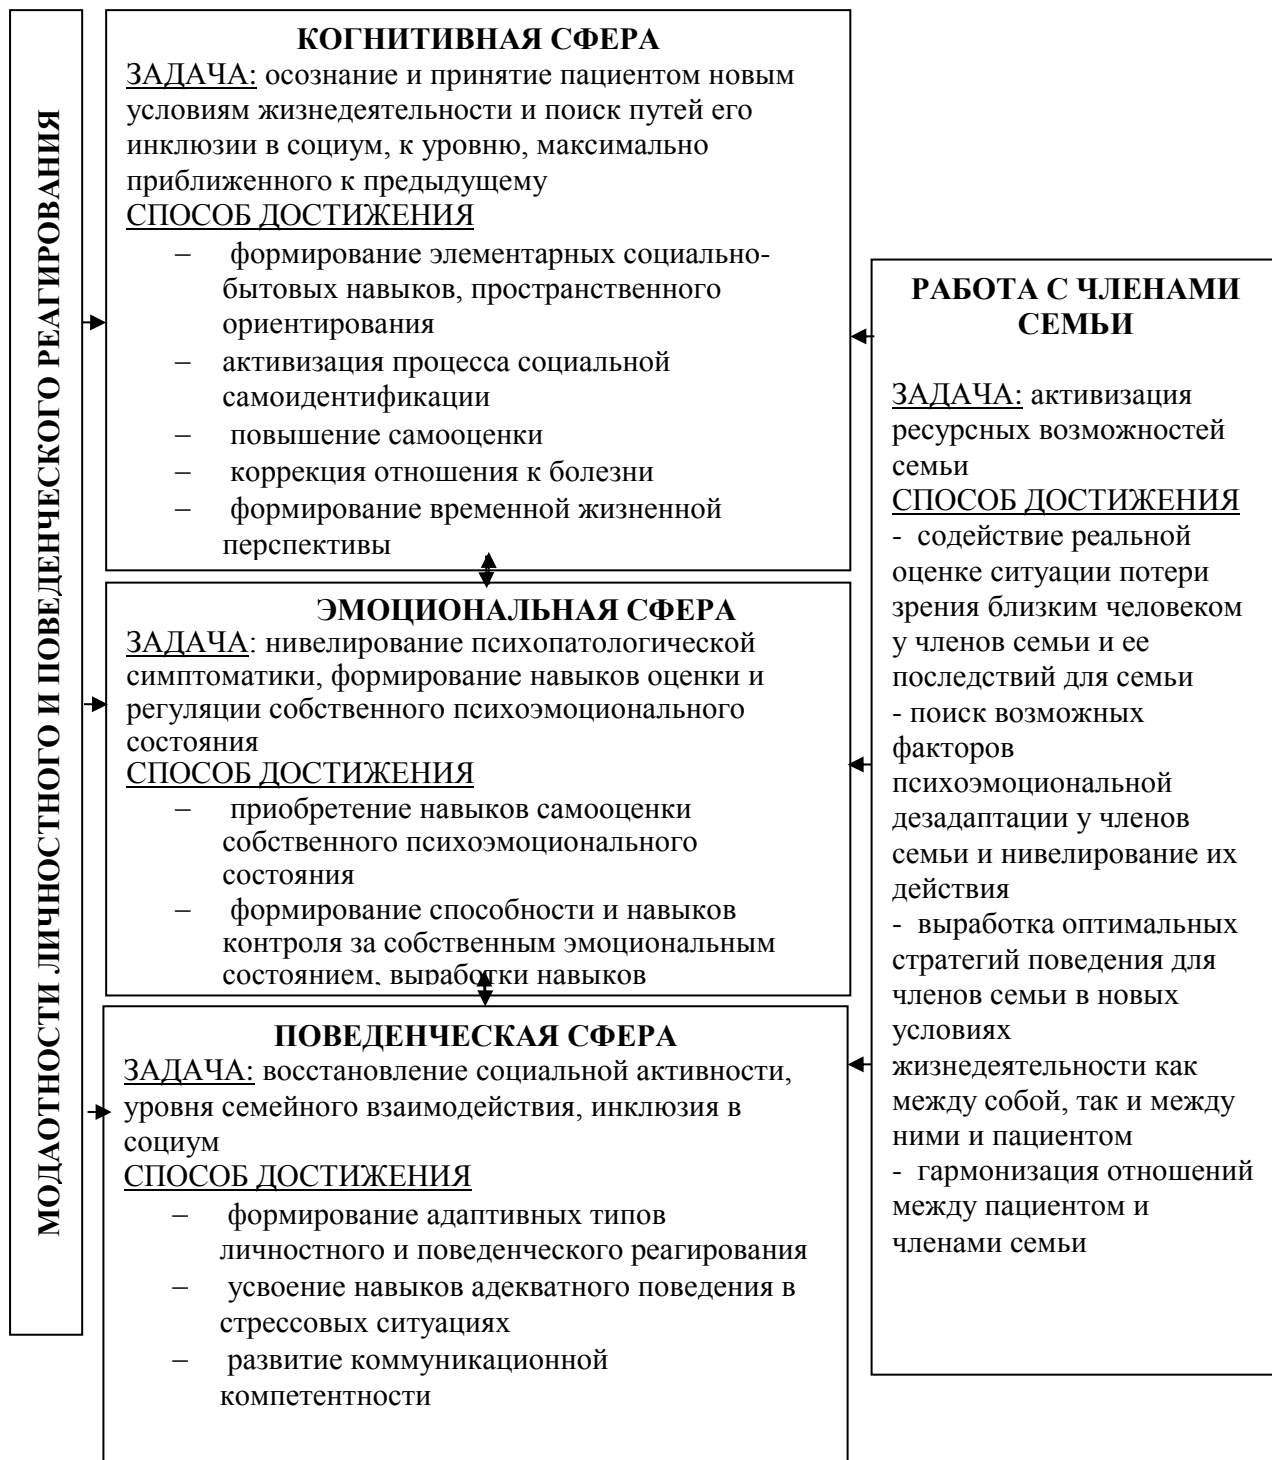 МОДАОТНОСТИ ЛИЧНОСТНОГО И ПОВЕДЕНЧЕСКОГО РЕАГИРОВАНИЯ
КОГНИТИВНАЯ СФЕРА
ЗАДАЧА: осознание и принятие пациентом новым
условиям жизнедеятельности и поиск путей его
инклюзии в социум, к уровню, максимально
приближенного к предыдущему
СПОСОБ ДОСТИЖЕНИЯ
– формирование элементарных социально-
бытовых навыков, пространственного
ориентирования
– активизация процесса социальной
самоидентификации
– повышение самооценки
– коррекция отношения к болезни
– формирование временной жизненной
перспективы
ЭМОЦИОНАЛЬНАЯ СФЕРА
ЗАДАЧА: нивелирование психопатологической
симптоматики, формирование навыков оценки и
регуляции собственного психоэмоционального
состояния
СПОСОБ ДОСТИЖЕНИЯ
– приобретение навыков самооценки
собственного психоэмоционального
состояния
– формирование способности и навыков
контроля за собственным эмоциональным
состоянием, выработки навыков
ПОВЕДЕНЧЕСКАЯ СФЕРА
ЗАДАЧА: восстановление социальной активности,
уровня семейного взаимодействия, инклюзия в
социум
СПОСОБ ДОСТИЖЕНИЯ
– формирование адаптивных типов
личностного и поведенческого реагирования
– усвоение навыков адекватного поведения в
стрессовых ситуациях
– развитие коммуникационной
компетентности
РАБОТА С ЧЛЕНАМИ
СЕМЬИ
ЗАДАЧА: активизация
ресурсных возможностей
семьи
СПОСОБ ДОСТИЖЕНИЯ
- содействие реальной
оценке ситуации потери
зрения близким человеком
у членов семьи и ее
последствий для семьи
- поиск возможных
факторов
психоэмоциональной
дезадаптации у членов
семьи и нивелирование их
действия
- выработка оптимальных
стратегий поведения для
членов семьи в новых
условиях
жизнедеятельности как
между собой, так и между
ними и пациентом
- гармонизация отношений
между пациентом и
членами семьи